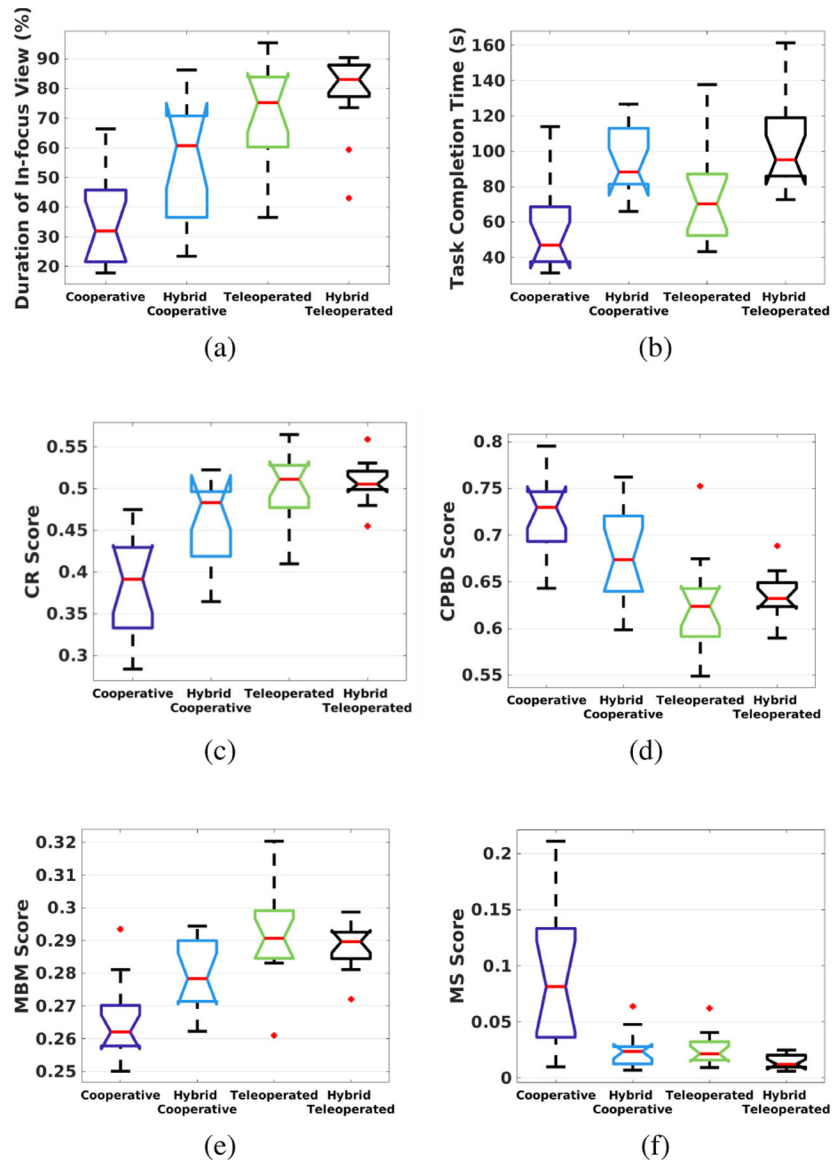 Duration of In-focus View (%)
90
80
70
60
50
40
30
20
Cooperative
Hybrid
Cooperative
Teleoperated
Hybrid
Teleoperated
(a)
Task Completion Time (s)
160
140
120
100
80
60
40
Cooperative
Hybrid
Cooperative
Teleoperated
Hybrid
Teleoperated
(b)
CR Score
0.55
0.5
0.45
0.4
0.35
0.3
Cooperative
Hybrid
Cooperative
Teleoperated
Hybrid
Teleoperated
(c)
CPBD Score
0.8
0.75
0.7
0.65
0.6
0.55
Cooperative
Hybrid
Cooperative
Teleoperated
Hybrid
Teleoperated
(d)
MBM Score
0.32
0.31
0.3
0.29
0.28
0.27
0.26
0.25
Cooperative
Hybrid
Cooperative
Teleoperated
Hybrid
Teleoperated
(e)
MS Score
0.2
0.15
0.1
0.05
0
Cooperative
Hybrid
Cooperative
Teleoperated
Hybrid
Teleoperated
(f)